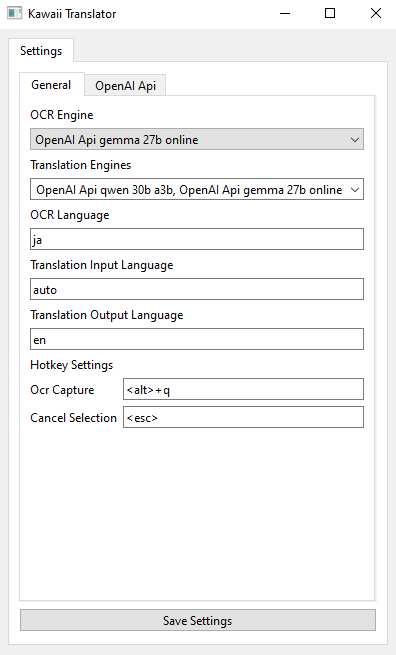 Kawaii Translator
Settings
General OpenAI Api
OCR Engine
OpenAI Api gemma 27b online
Translation Engines
OpenAI Api qwen 30b a3b, OpenAI Api gemma 27b online
OCR Language
ja
Translation Input Language
auto
Translation Output Language
en
Hotkey Settings
Ocr Capture <alt>+q
Cancel Selection <esc>
Save Settings